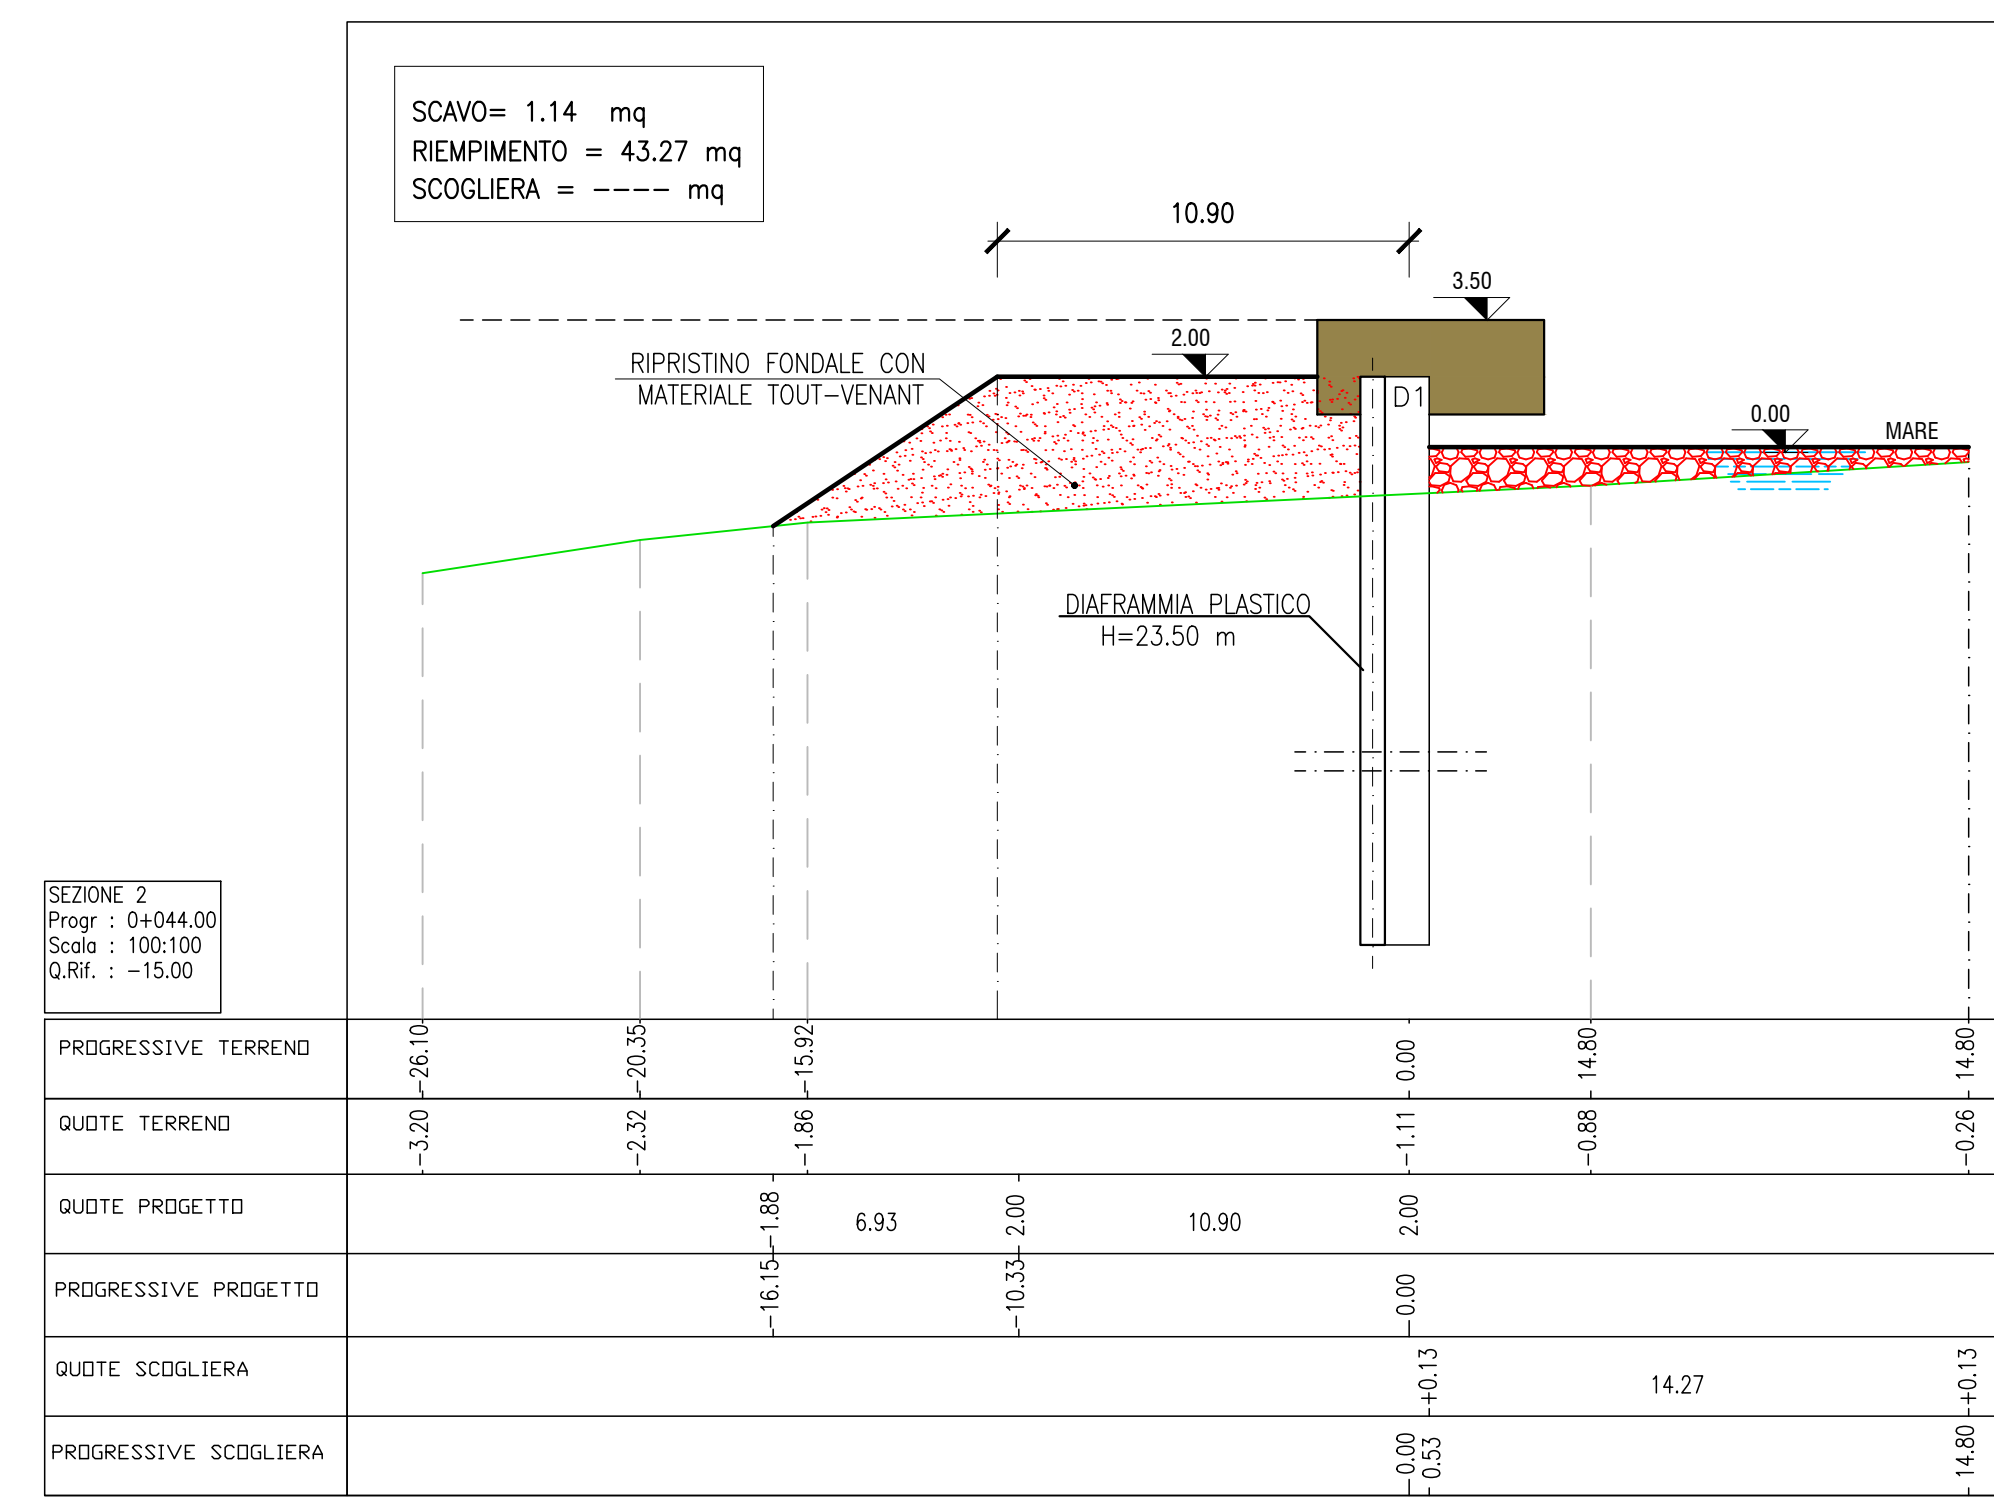 SCAVO= 1.14 mq
RIEMPIMENTO = 43.27 mq
SCOGLIERA = ---- mq
10.90
3.50
2.00
RIPRISTINO FONDALE CON
MATERIALE TOUT-VENANT
D1
0.00
MARE
DIAFRAMMIA PLASTICO
H=23.50 m
SEZIONE 2
Progr : 0+044.00
Scala : 100:100
Q.Rif. : -15.00
PROGRESSIVE TERRENO
-26.10
-20.35
-15.92
0.00
14.80
14.80
QUOTE TERRENO
-3.20
-2.32
-1.86
-1.11
-0.88
-0.26
QUOTE PROGETTO
-1.88
6.93
2.00
10.90
2.00
PROGRESSIVE PROGETTO
-16.15
-10.33
0.00
QUOTE SCOGLIERA
+0.13
14.27
+0.13
PROGRESSIVE SCOGLIERA
0.00
0.53
14.80